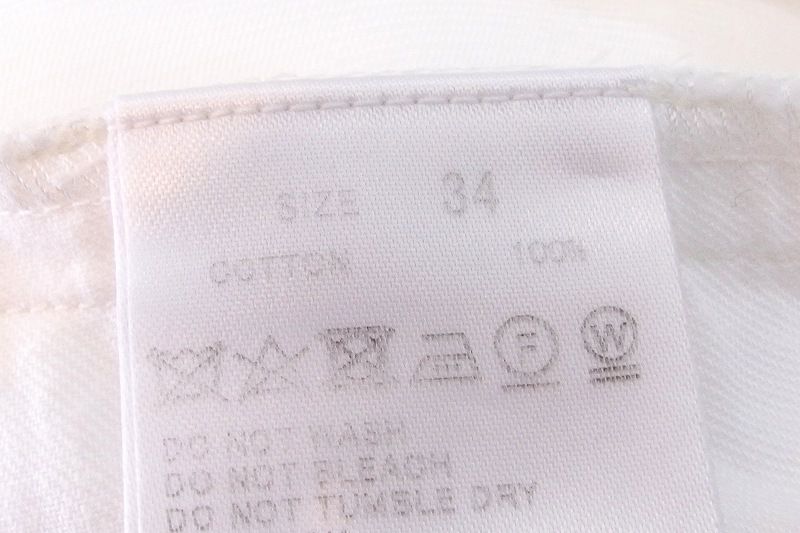 SIZE 34
COTTON 100%
F W
DO NOT WASH
DO NOT BLEACH
DO NOT TUMBLE DRY